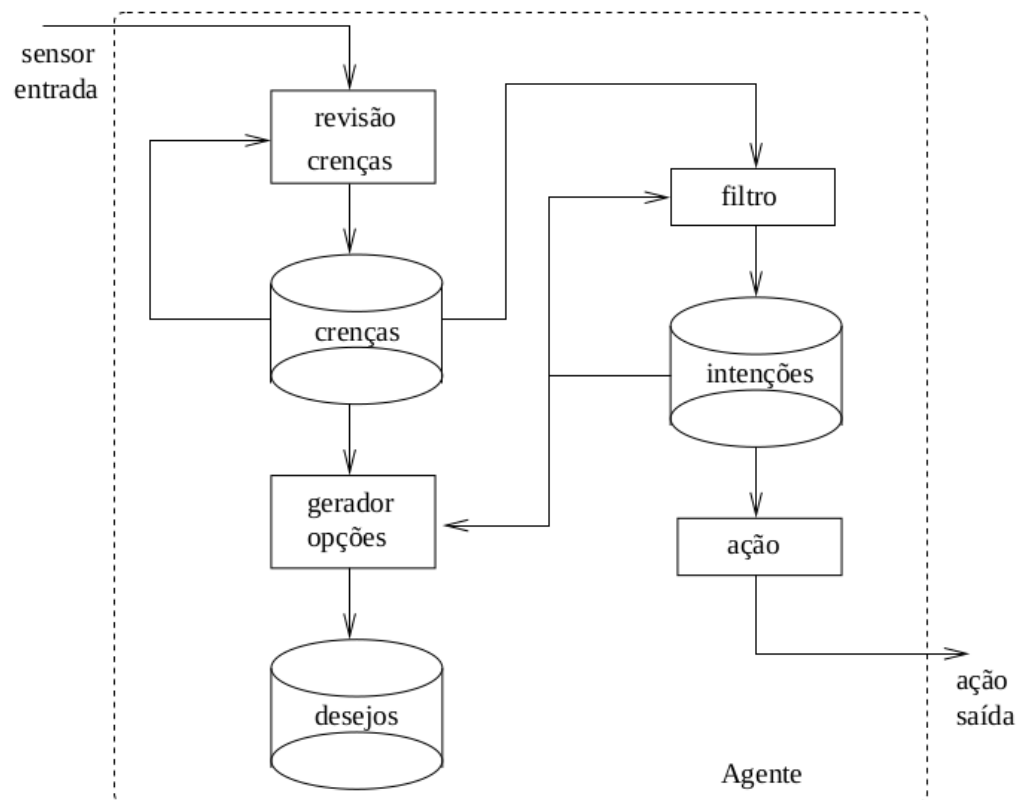 sensor
entrada
revisão
crenças
filtro
crenças
intenções
gerador
opções
ação
ação
saída
desejos
Agente